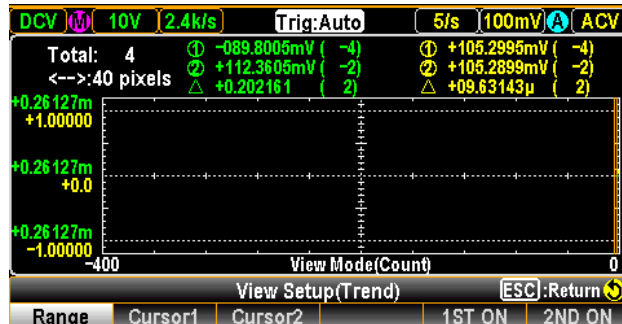 DCV M 10V 2.4k/s Trig:Auto 5/s 100mV A ACV
Total: 4 ① -089.8005mV ( -4) ① +105.2995mV ( -4)
<-->:40 pixels ② +112.3605mV ( -2) ② +105.2899mV ( -2)
△ +0.202161 ( 2) △ +09.63143µ ( 2)
+0.26127m
+1.00000
+0.26127m
+0.0
+0.26127m
-1.00000
-400 View Mode(Count) 0
View Setup(Trend) ESC:Return
Range Cursor1 Cursor2 1ST ON 2ND ON